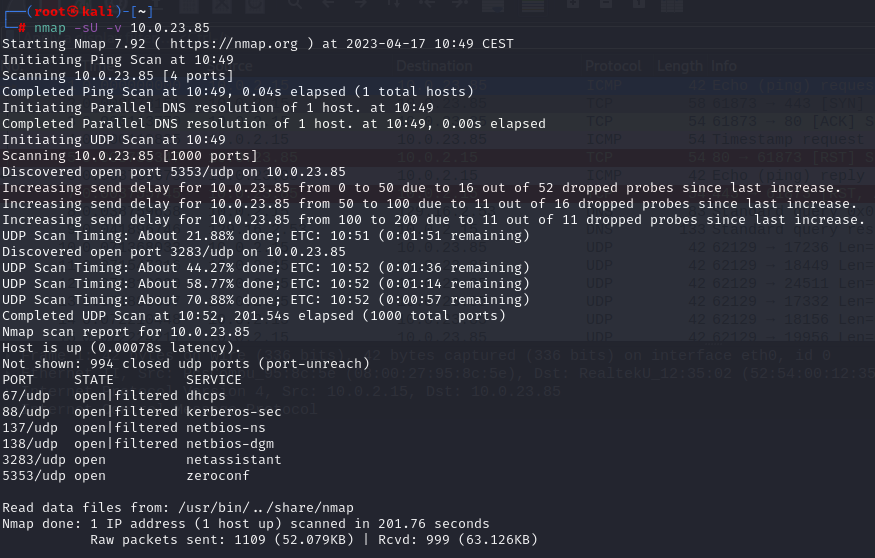 ┌──(root㉿kali)-[~]
└─# nmap -sU -v 10.0.23.85
Starting Nmap 7.92 ( https://nmap.org ) at 2023-04-17 10:49 CEST
Initiating Ping Scan at 10:49
Scanning 10.0.23.85 [4 ports]
Completed Ping Scan at 10:49, 0.04s elapsed (1 total hosts)
Initiating Parallel DNS resolution of 1 host. at 10:49
Completed Parallel DNS resolution of 1 host. at 10:49, 0.00s elapsed
Initiating UDP Scan at 10:49
Scanning 10.0.23.85 [1000 ports]
Discovered open port 5353/udp on 10.0.23.85
Increasing send delay for 10.0.23.85 from 0 to 50 due to 16 out of 52 dropped probes since last increase.
Increasing send delay for 10.0.23.85 from 50 to 100 due to 11 out of 16 dropped probes since last increase.
Increasing send delay for 10.0.23.85 from 100 to 200 due to 11 out of 11 dropped probes since last increase.
UDP Scan Timing: About 21.88% done; ETC: 10:51 (0:01:51 remaining)
Discovered open port 3283/udp on 10.0.23.85
UDP Scan Timing: About 44.27% done; ETC: 10:52 (0:01:36 remaining)
UDP Scan Timing: About 58.77% done; ETC: 10:52 (0:01:14 remaining)
UDP Scan Timing: About 70.88% done; ETC: 10:52 (0:00:57 remaining)
Completed UDP Scan at 10:52, 201.54s elapsed (1000 total ports)
Nmap scan report for 10.0.23.85
Host is up (0.00078s latency).
Not shown: 994 closed udp ports (port-unreach)
PORT     STATE         SERVICE
67/udp   open|filtered dhcps
88/udp   open|filtered kerberos-sec
137/udp  open|filtered netbios-ns
138/udp  open|filtered netbios-dgm
3283/udp open          netassistant
5353/udp open          zeroconf
Read data files from: /usr/bin/../share/nmap
Nmap done: 1 IP address (1 host up) scanned in 201.76 seconds
           Raw packets sent: 1109 (52.079KB) | Rcvd: 999 (63.126KB)